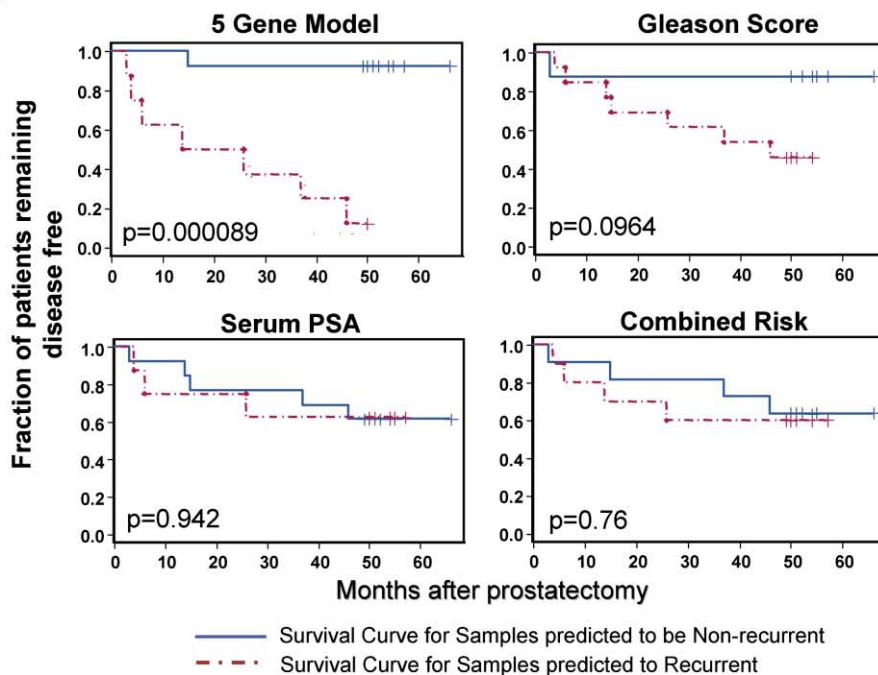 5 Gene Model
Gleason Score
Fraction of patients remaining
disease free
1.0
0.8
0.6
0.4
0.2
0.0
p=0.000089
0 10 20 30 40 50 60
1.0
0.8
0.6
0.4
0.2
0.0
p=0.0964
0 10 20 30 40 50 60
Serum PSA
Combined Risk
1.0
0.8
0.6
0.4
0.2
0.0
p=0.942
0 10 20 30 40 50 60
1.0
0.8
0.6
0.4
0.2
0.0
p=0.76
0 10 20 30 40 50 60
Months after prostatectomy
Survival Curve for Samples predicted to be Non-recurrent
Survival Curve for Samples predicted to Recurrent